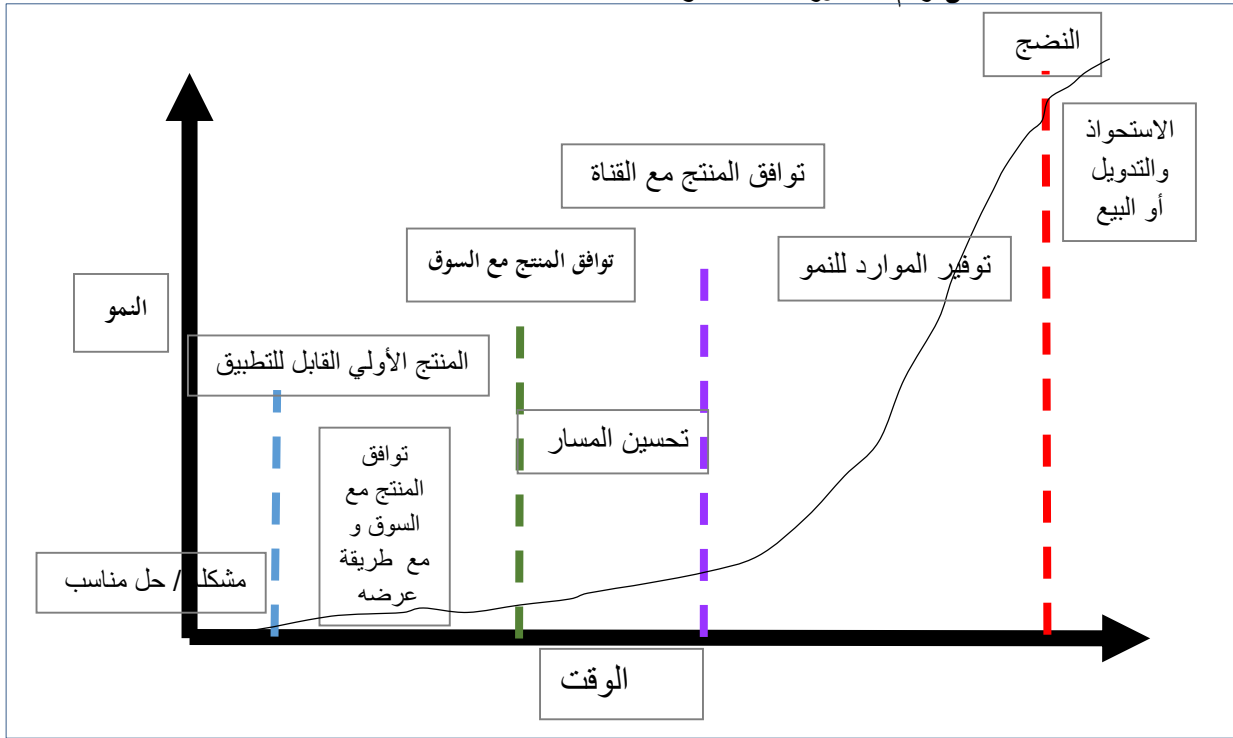 النضج
الاستحواذ
والتدويل
أو البيع
توافق المنتج مع القناة
توفير الموارد للنمو
توافق المنتج مع السوق
النمو
المنتج الأولي القابل للتطبيق
تحسين المسار
توافق
المنتج مع
السوق و
مع طريقة
عرضه
مشكلة/ حل مناسب
الوقت